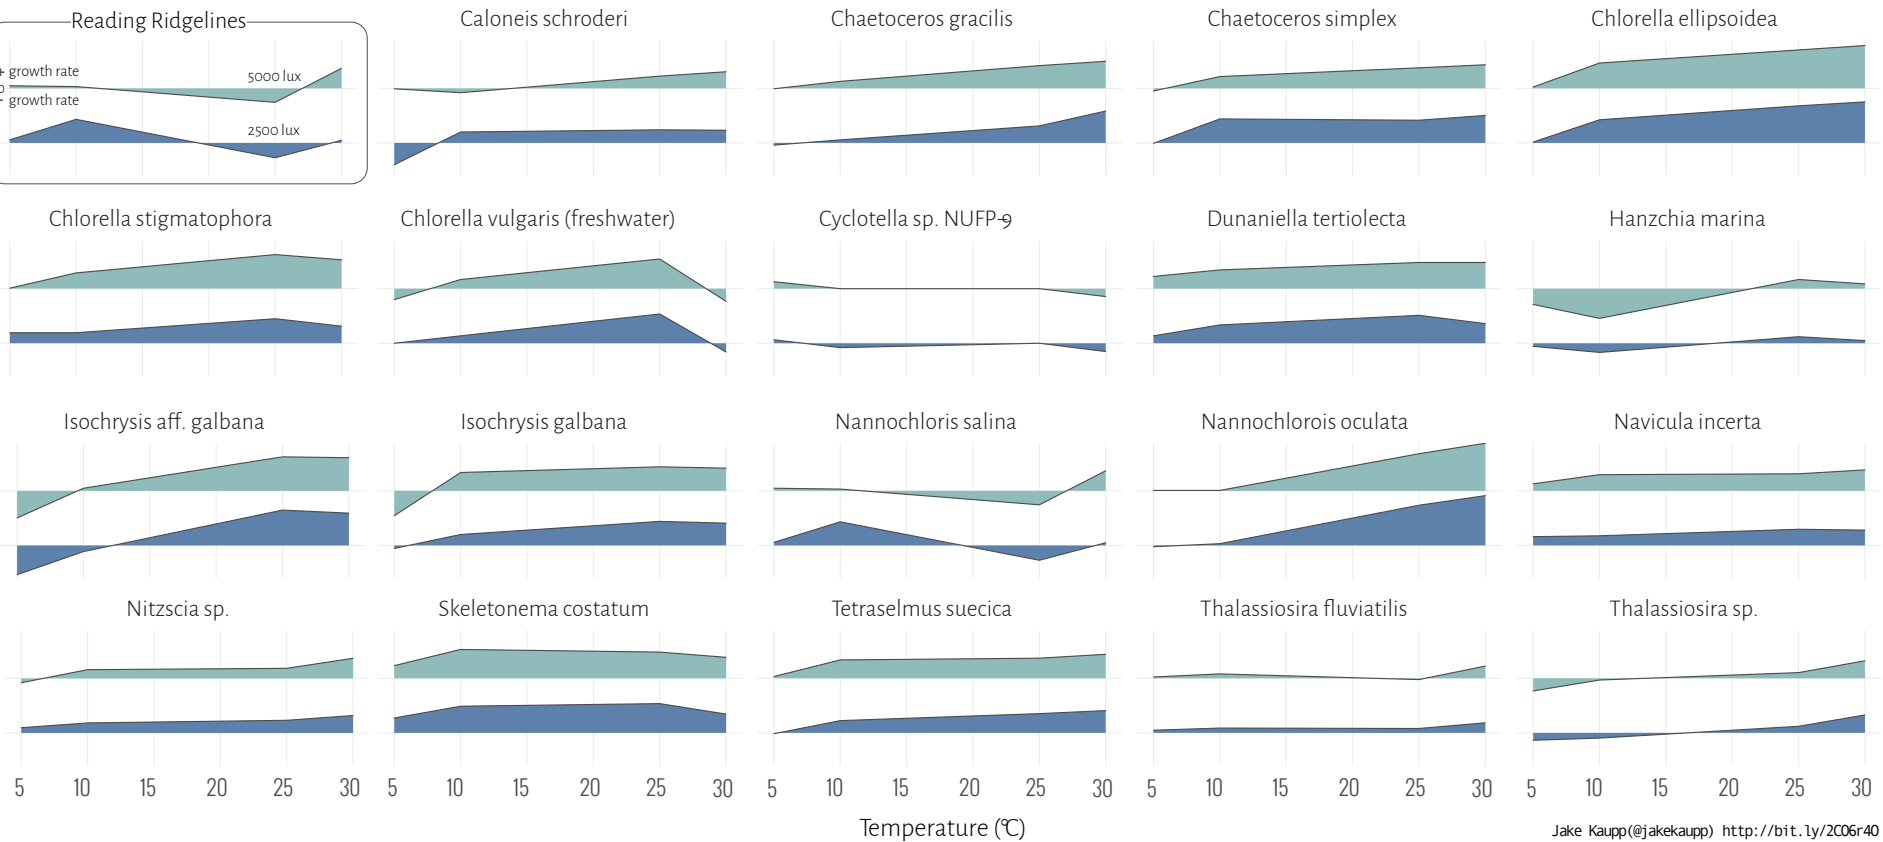 Reading Ridgelines
Caloneis schroderi
Chaetoceros gracilis
Chaetoceros simplex
Chlorella ellipsoidea
+ growth rate
0
- growth rate
5000 lux
2500 lux
Chlorella stigmatophora
Chlorella vulgaris (freshwater)
Cyclotella sp. NUFP-9
Dunaniella tertiolecta
Hanzchia marina
Isochrysis aff. galbana
Isochrysis galbana
Nannochloris salina
Nannochlorois oculata
Navicula incerta
Nitzscia sp.
Skeletonema costatum
Tetraselmus suecica
Thalassiosira fluviatilis
Thalassiosira sp.
5 10 15 20 25 30
5 10 15 20 25 30
5 10 15 20 25 30
5 10 15 20 25 30
5 10 15 20 25 30
Temperature (℃)
Jake Kaupp(@jakekaupp) http://bit.ly/2CO6r4O